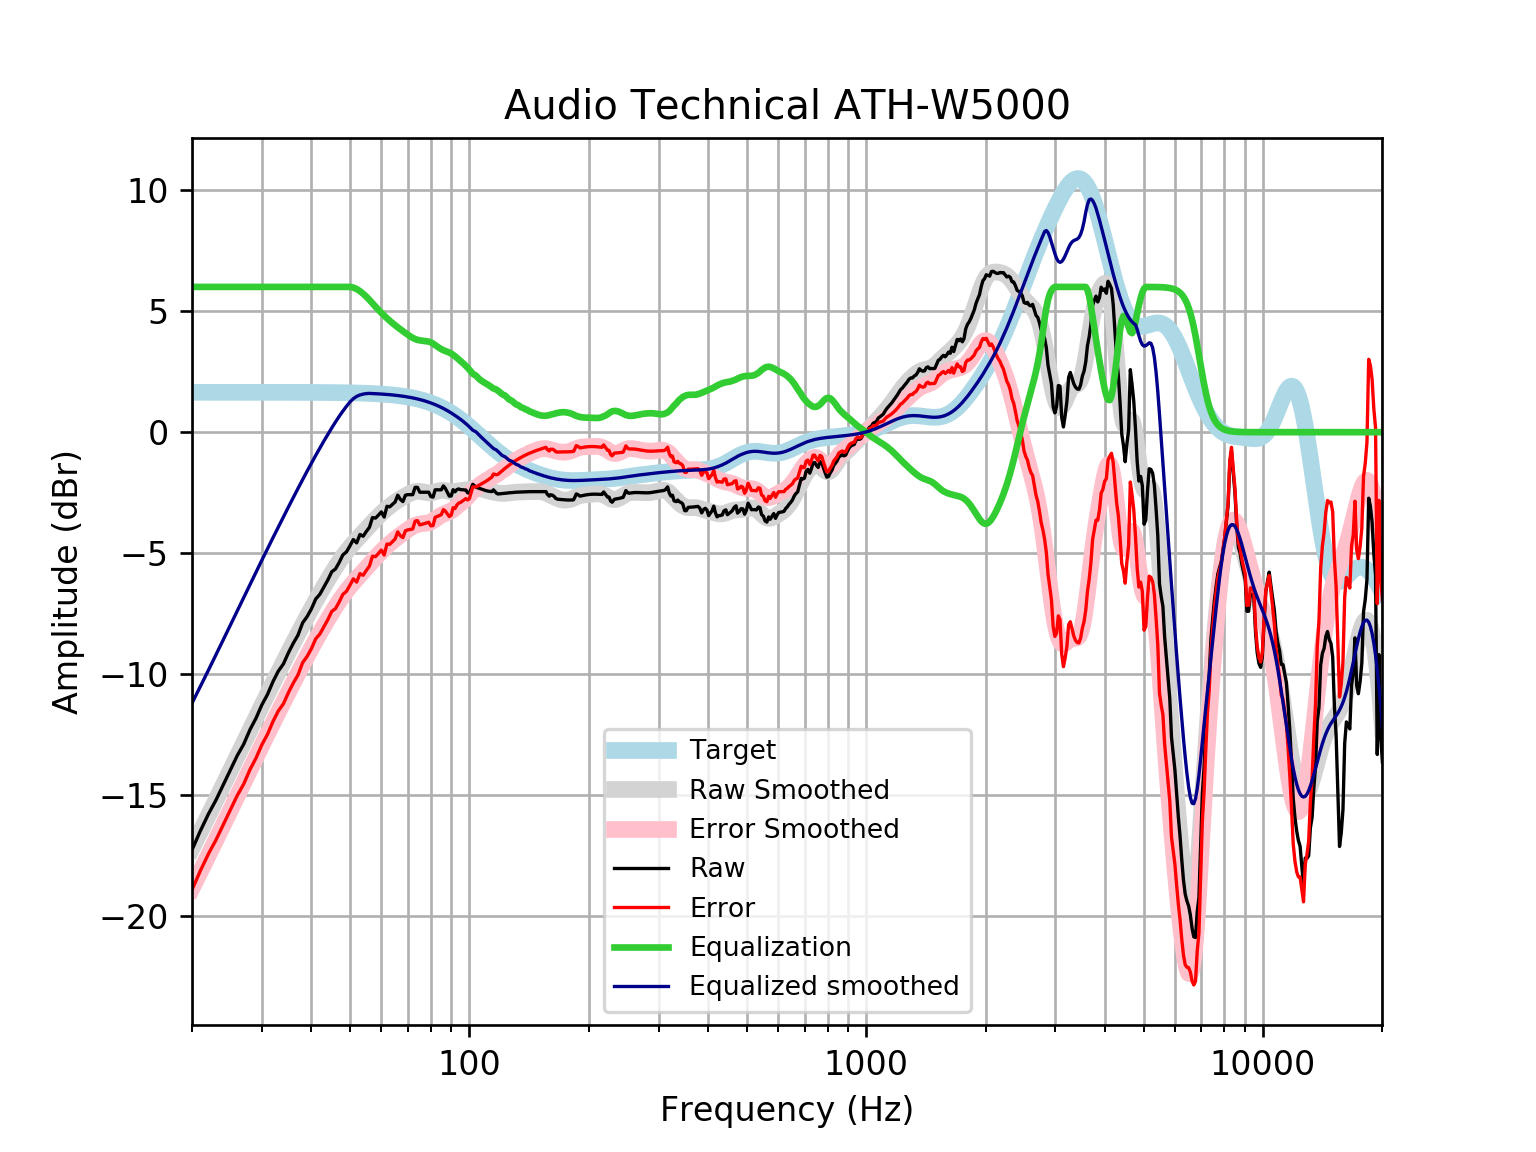 Audio Technical ATH-W5000
10
5
0
−5
−10
−15
−20
Amplitude (dBr)
Target
Raw Smoothed
Error Smoothed
Raw
Error
Equalization
Equalized smoothed
100
1000
10000
Frequency (Hz)